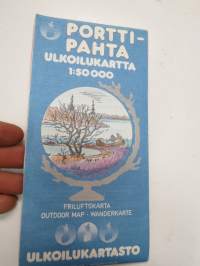 PORTTI-
PAHTA
ULKOILUKARTTA
1:50 000
FRILUFTSKARTA
OUTDOOR MAP · WANDERKARTE
ULKOILUKARTASTO